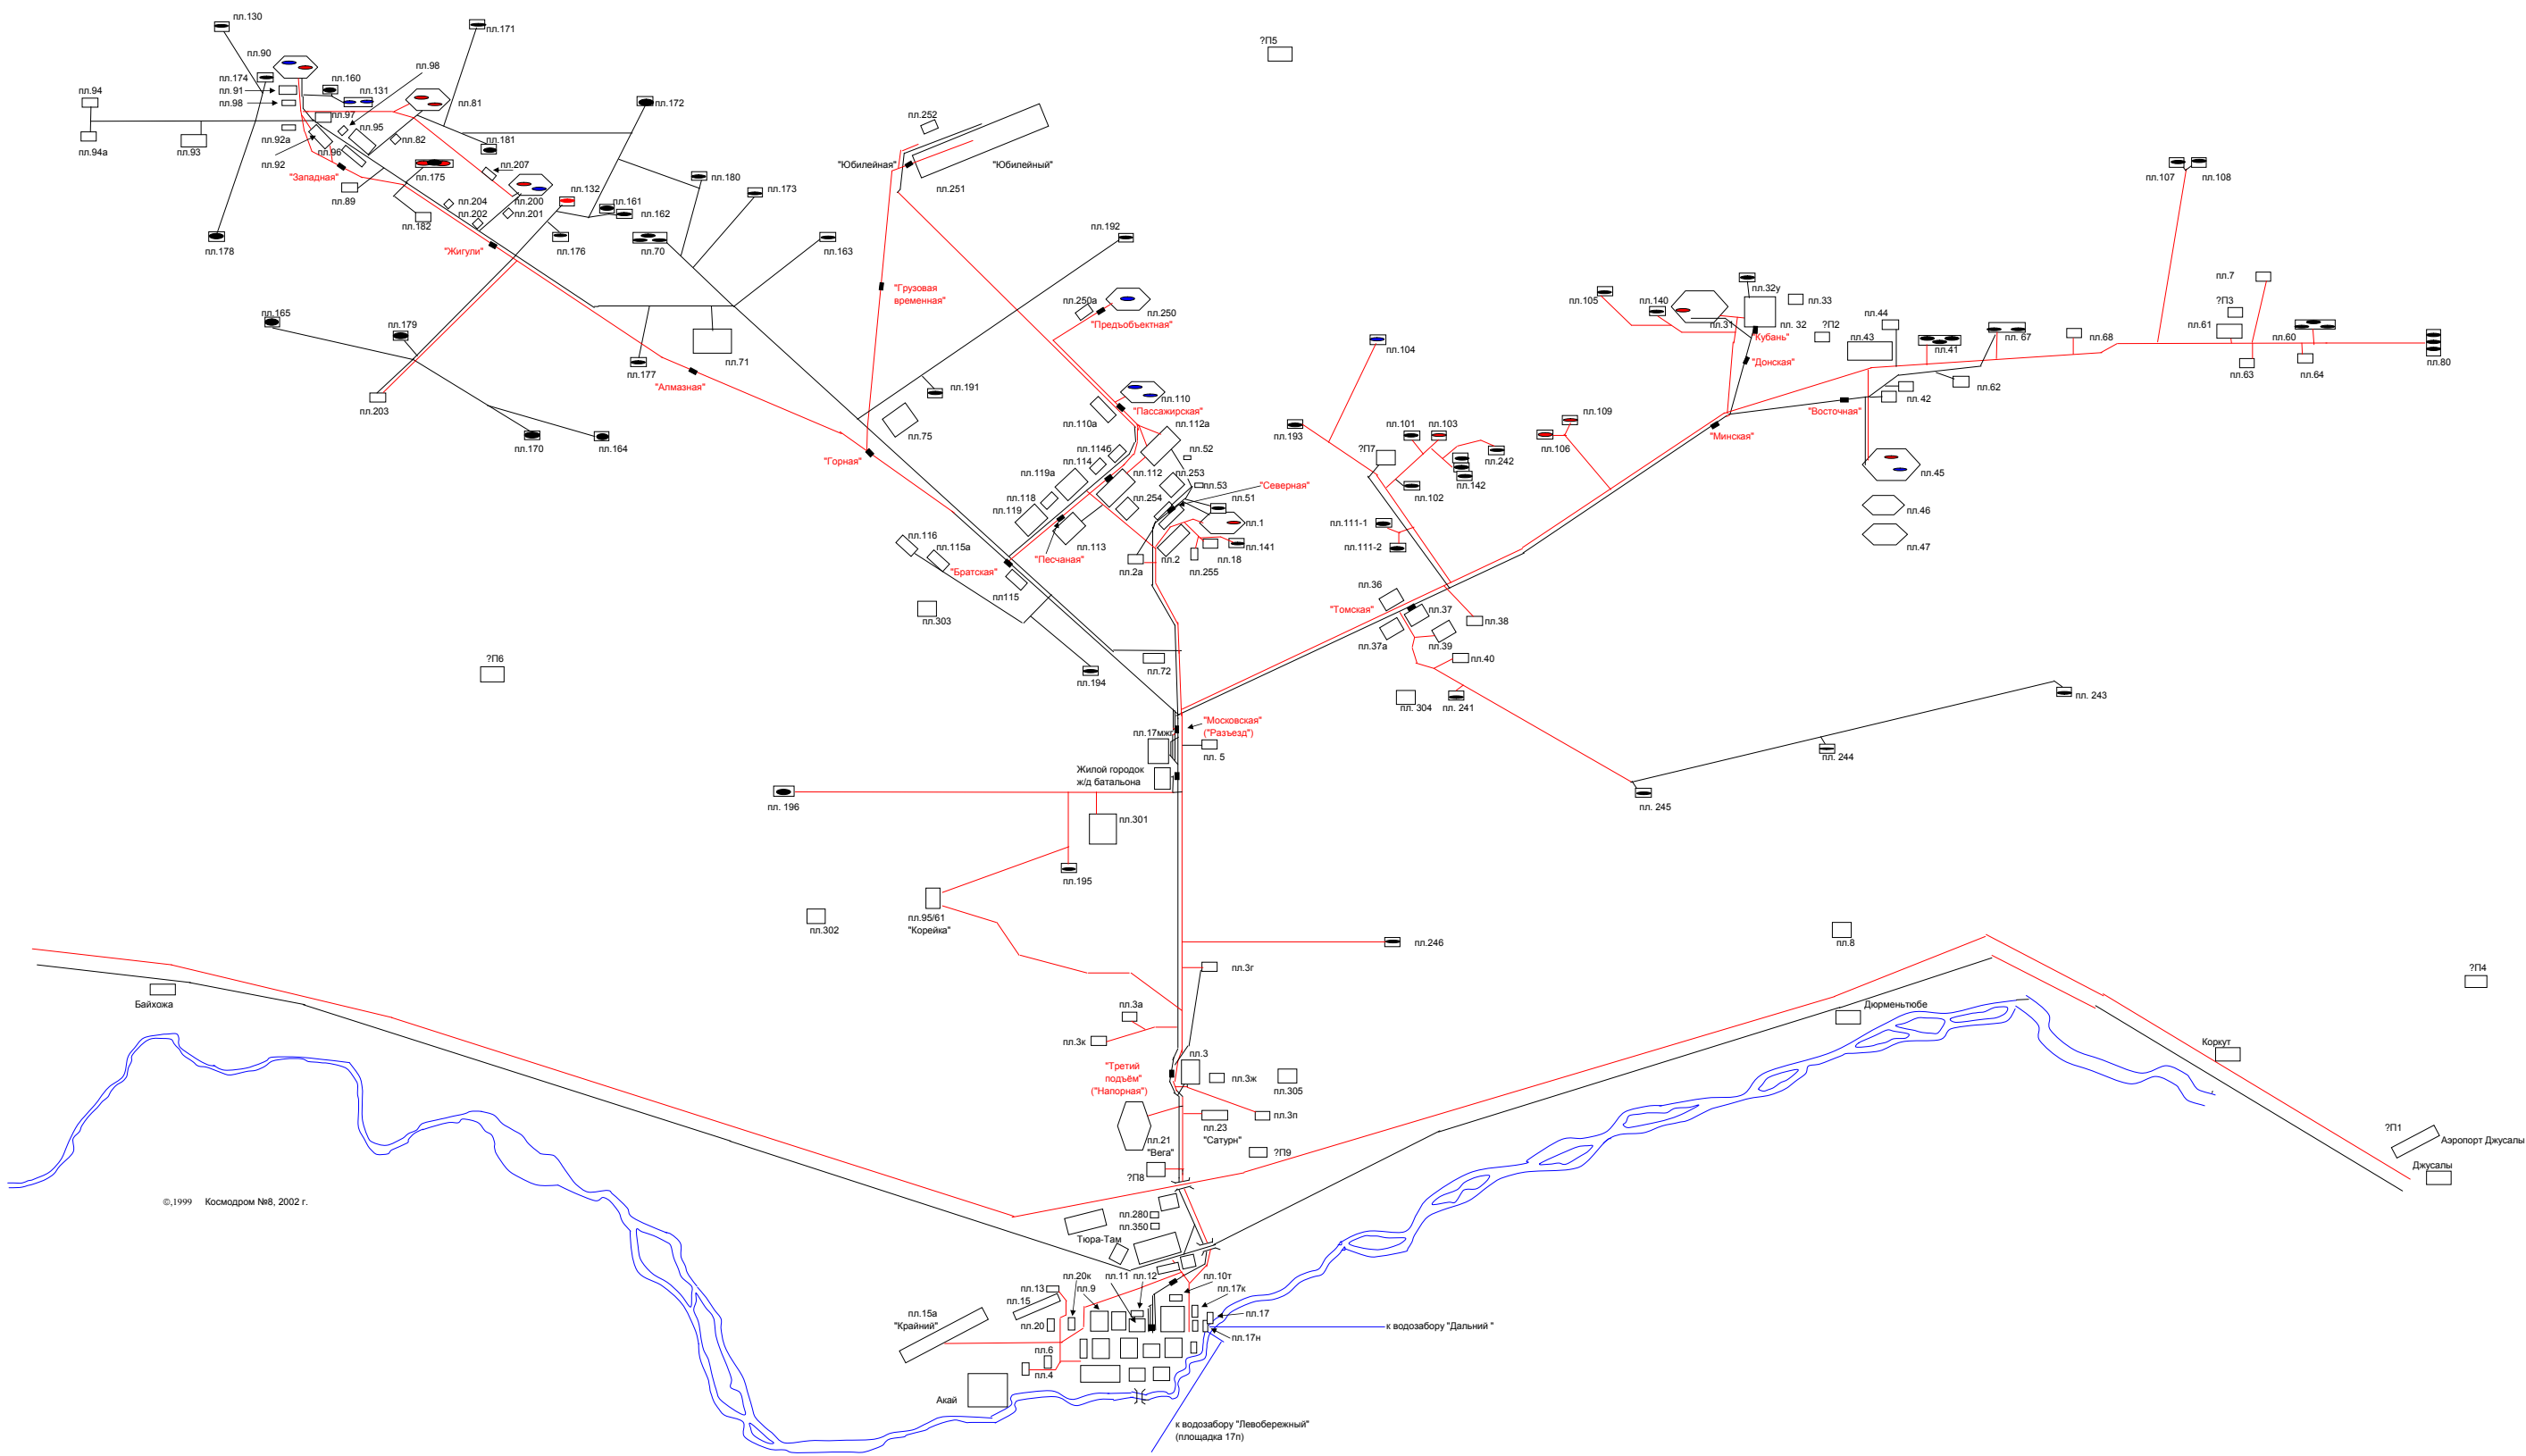 пл.130
пл.171
?П5
пл.90
пл.98
пл.174
пл.160
пл.94
пл.91
пл.131
пл.98
пл.81
пл.172
пл.97
пл.95
пл.252
пл.92а
пл.82
пл.181
пл.94а
пл.93
пл.96
пл.92
"Юбилейная"
"Юбилейный"
пл.207
"Западная"
пл.175
пл.132
пл.180
пл.173
пл.251
пл.107
пл.108
пл.89
пл.204
пл.200
пл.161
пл.202
пл.201
пл.162
пл.182
пл.192
пл.178
"Жигули"
пл.176
пл.70
пл.163
"Грузовая
временная"
пл.250а
пл.250
"Предъобъектная"
пл.105
пл.140
пл.32у
пл.33
пл.7
?П3
пл.165
пл.179
пл.31
пл. 32
?П2
пл.44
пл.61
пл.60
"Кубань"
пл.43
пл.41
пл. 67
пл.68
пл.104
"Донская"
пл.177
пл.71
пл.63
пл.64
пл.80
"Алмазная"
пл.191
пл.62
пл.203
пл.110
пл.42
"Пассажирская"
"Восточная"
пл.110а
пл.112а
пл.109
пл.75
пл.193
пл.101
пл.103
"Минская"
пл.170
пл.164
пл.114б
пл.52
?П7
пл.106
пл.242
"Горная"
пл.114
пл.119а
пл.112
пл.253
пл.45
пл.53
"Северная"
пл.142
пл.118
пл.254
пл.51
пл.102
пл.119
пл.46
пл.1
пл.111-1
пл.116
пл.115а
пл.113
пл.47
"Песчаная"
пл.2
пл.18
пл.141
пл.111-2
"Братская"
пл.2а
пл.255
пл.36
пл115
"Томская"
пл.37
пл.303
пл.38
пл.37а
пл.39
?П6
пл.72
пл.40
пл.194
пл. 304
пл. 241
пл. 243
"Московская"
("Разъезд")
пл.17мжг
пл. 5
пл. 244
Жилой городок
ж/д батальона
пл. 196
пл. 245
пл.301
пл.195
пл.95/61
"Корейка"
пл.302
пл.246
пл.8
пл.3г
?П4
Байхожа
пл.3а
Дюрменьтюбе
пл.3к
Коркут
пл.3
"Третий
подъём"
("Напорная")
пл.3ж
пл.305
пл.3п
пл.23
"Сатурн"
?П1
Аэропорт Джусалы
пл.21
"Вега"
?П9
Джусалы
?П8
©,1999 Космодром №8, 2002 г.
пл.280
пл.350
Тюра-Там
пл.20к
пл.11
пл.12
пл.10т
пл.13
пл.9
пл.17к
пл.15
пл.15а
"Крайний"
пл.17
пл.20
к водозабору "Дальний "
пл.17н
пл.6
пл.4
Акай
к водозабору "Левобережный"
(площадка 17п)